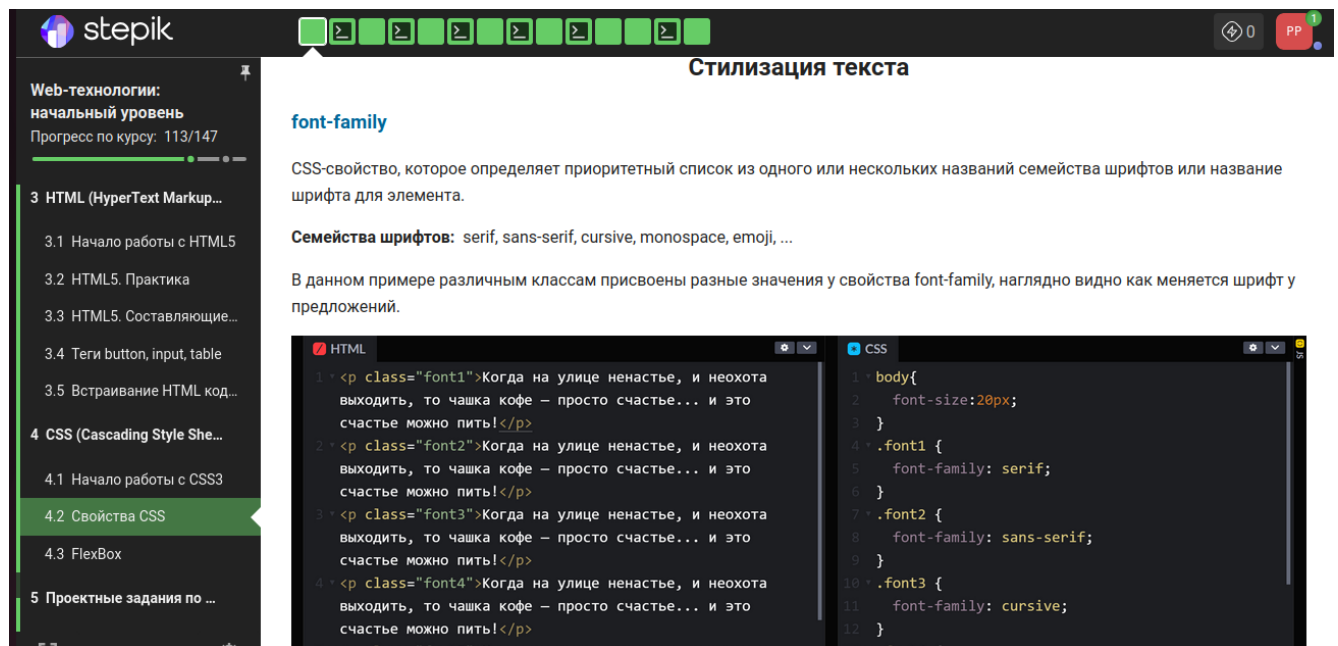 stepik
0
PP
1
Web-технологии:
начальный уровень
Прогресс по курсу: 113/147
3 HTML (HyperText Markup...
3.1 Начало работы с HTML5
3.2 HTML5. Практика
3.3 HTML5. Составляющие...
3.4 Теги button, input, table
3.5 Встраивание HTML код...
4 CSS (Cascading Style She...
4.1 Начало работы с CSS3
4.2 Свойства CSS
4.3 FlexBox
5 Проектные задания по ...
Стилизация текста
font-family
CSS-свойство, которое определяет приоритетный список из одного или нескольких названий семейства шрифтов или название
шрифта для элемента.
Семейства шрифтов: serif, sans-serif, cursive, monospace, emoji, ...
В данном примере различным классам присвоены разные значения у свойства font-family, наглядно видно как меняется шрифт у
предложений.
HTML
1 <p class="font1">Когда на улице ненастье, и неохота
выходить, то чашка кофе — просто счастье... и это
счастье можно пить!</p>
2 <p class="font2">Когда на улице ненастье, и неохота
выходить, то чашка кофе — просто счастье... и это
счастье можно пить!</p>
3 <p class="font3">Когда на улице ненастье, и неохота
выходить, то чашка кофе — просто счастье... и это
счастье можно пить!</p>
4 <p class="font4">Когда на улице ненастье, и неохота
выходить, то чашка кофе — просто счастье... и это
счастье можно пить!</p>
CSS
1 body{
2 font-size:20px;
3 }
4 .font1 {
5 font-family: serif;
6 }
7 .font2 {
8 font-family: sans-serif;
9 }
10 .font3 {
11 font-family: cursive;
12 }
JS